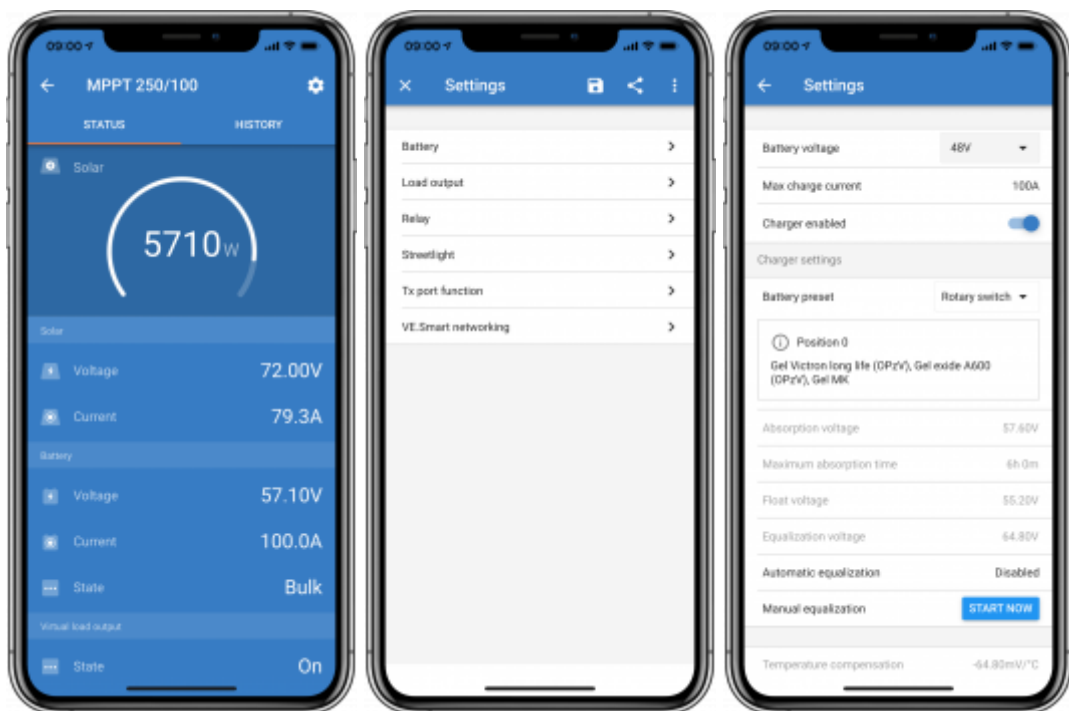 09:00
MPPT 250/100
STATUS
HISTORY
Solar
5710W
Solar
Voltage
72.00V
Current
79.3A
Battery
Voltage
57.10V
Current
100.0A
State
Bulk
Virtual load output
State
On
09:00
Settings
Battery
Load output
Relay
Streetlight
Tx port function
VE.Smart networking
09:00
Settings
Battery voltage
48V
Max charge current
100A
Charger enabled
Charger settings
Battery preset
Rotary switch
Position 0
Gel Victron long life (OPzV), Gel exide A600
(OPzV), Gel MK
Absorption voltage
57.60V
Maximum absorption time
6h 0m
Float voltage
55.20V
Equalization voltage
64.80V
Automatic equalization
Disabled
Manual equalization
START NOW
Temperature compensation
-64.80mV/°C